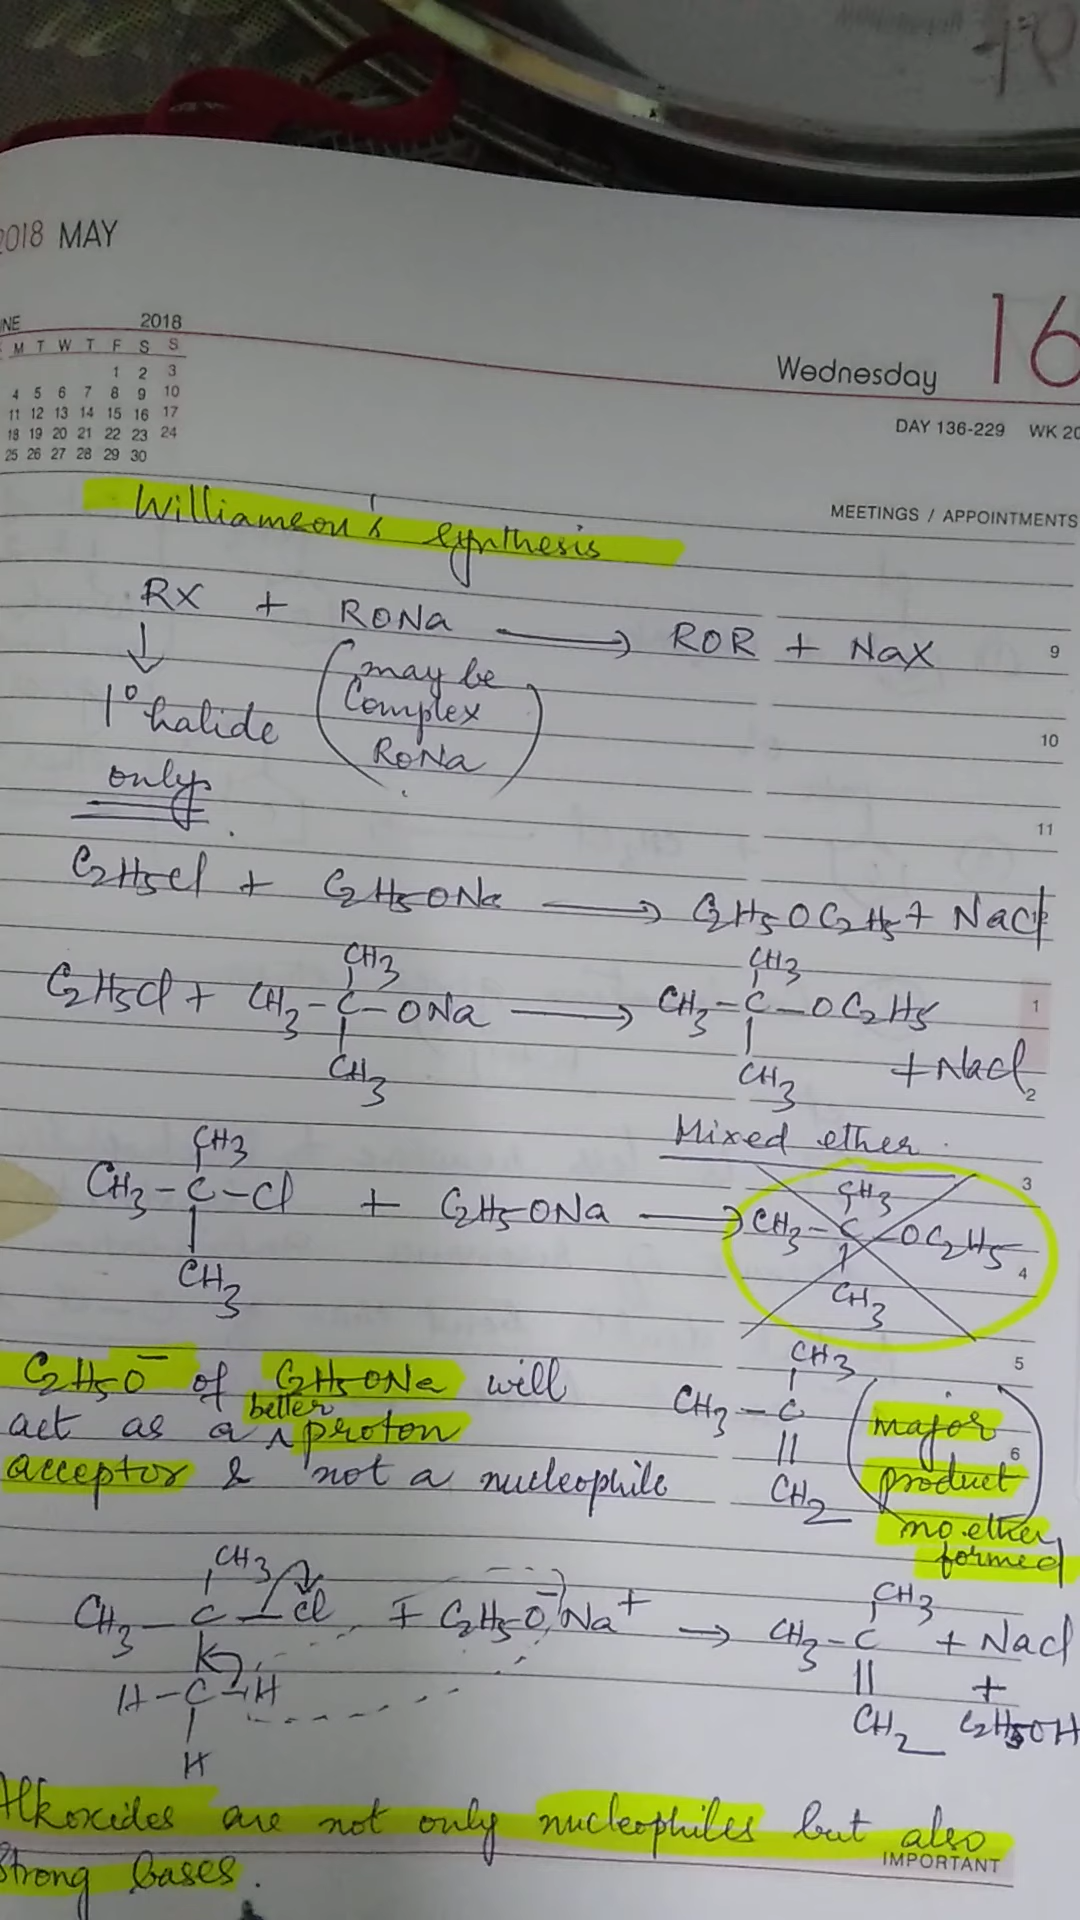 2018 MAY
16
Wednesday
DAY 136-229 WK 20
NE 2018
M T W T F S S
1 2 3
4 5 6 7 8 9 10
11 12 13 14 15 16 17
18 19 20 21 22 23 24
25 26 27 28 29 30
MEETINGS / APPOINTMENTS
Williamson's synthesis
RX + RONa ⟶ ROR + NaX
9
↓
1° halide
only
(may be
Complex
RONa)
10
11
C2H5Cl + C2H5ONa ⟶ C2H5OC2H5 + NaCl
CH3 CH3
C2H5Cl + CH3-C-ONa ⟶ CH3-C-OC2H5
1
CH3 CH3 + NaCl
2
Mixed ether
3
CH3 CH3
CH3-C-Cl + C2H5ONa ⟶ CH3-C-OC2H5
4
CH3 CH3
5
C2H5O⁻ of C2H5ONa will
act as a better proton
acceptor & not a nucleophile
CH3
CH3-C
||
CH2
(major
6
product
no ether
formed
CH3 CH3
CH3-C-Cl + C2H5O⁻Na+ ⟶ CH3-C + NaCl
H-C-H || +
H CH2 C2H5OH
Alkoxides are not only nucleophiles but also
IMPORTANT
strong bases.